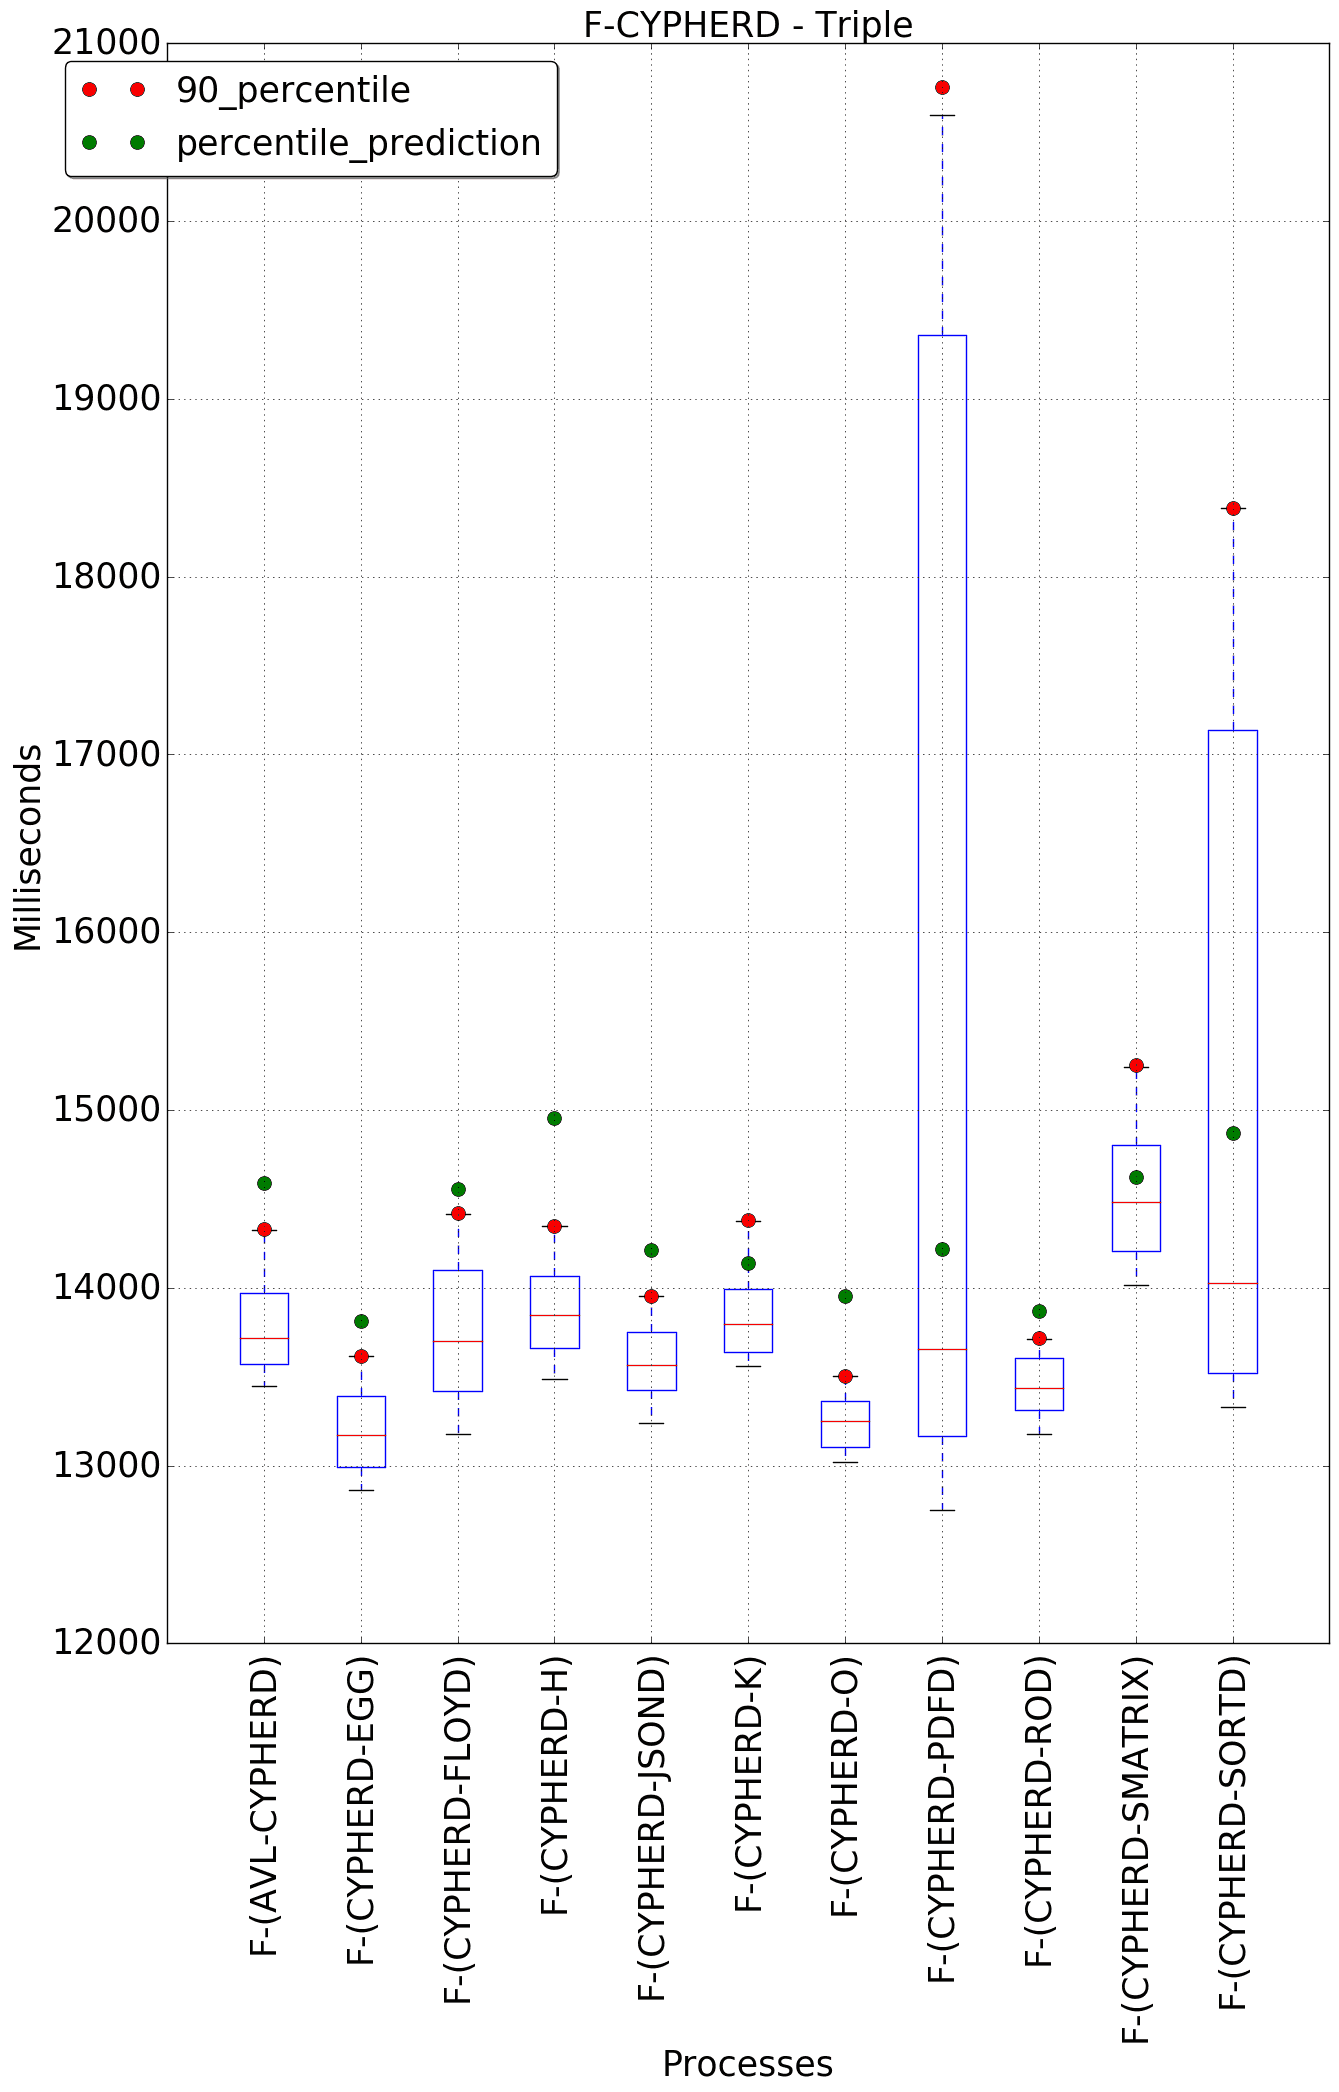 F-CYPHERD - Triple
21000
90_percentile
percentile_prediction
20000
19000
18000
17000
16000
15000
14000
13000
12000
Milliseconds
F-(AVL-CYPHERD)
F-(CYPHERD-EGG)
F-(CYPHERD-FLOYD)
F-(CYPHERD-H)
F-(CYPHERD-JSOND)
F-(CYPHERD-K)
F-(CYPHERD-O)
F-(CYPHERD-PDFD)
F-(CYPHERD-ROD)
F-(CYPHERD-SMATRIX)
F-(CYPHERD-SORTD)
Processes